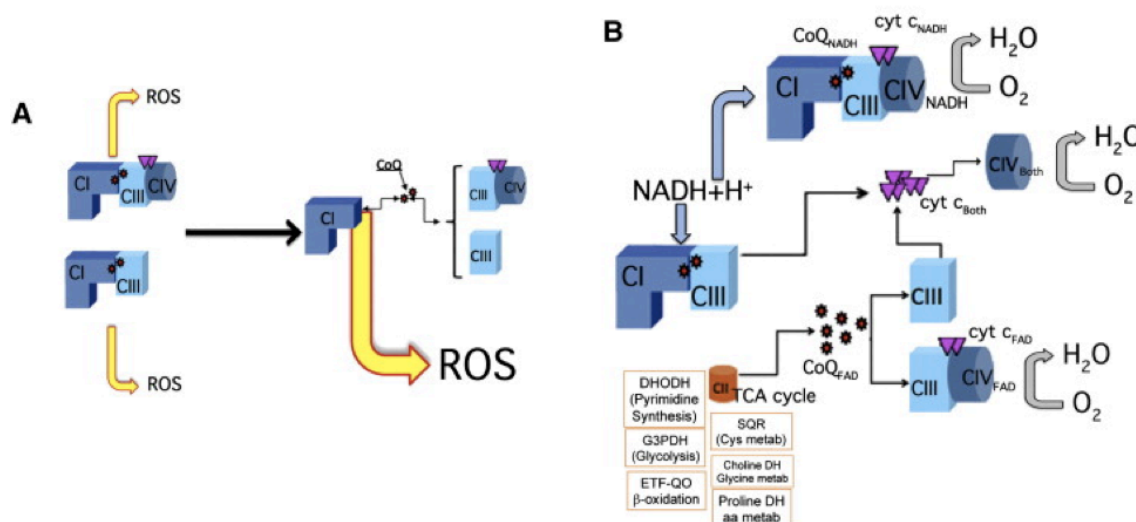 A
ROS
CI
CIII
CIV
CI
CIII
ROS
CoQ
CI
CIII
CIV
CIII
ROS
B
CoQNADH
cyt cNADH
H2O
O2
CI
CIII
CIVNADH
NADH+H+
H2O
O2
CIVBoth
cyt cBoth
CI
CIII
CIII
CoQFAD
cyt cFAD
CIII
CIVFAD
H2O
O2
CII
TCA cycle
DHODH
(Pyrimidine
Synthesis)
G3PDH
(Glycolysis)
ETF-QO
β-oxidation
SQR
(Cys metab)
Choline DH
Glycine metab
Proline DH
aa metab